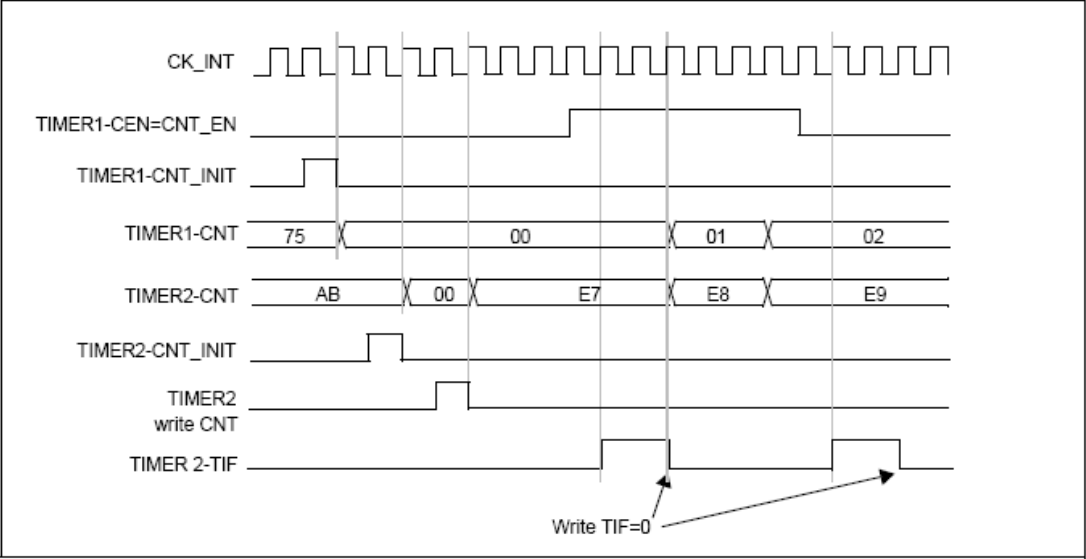 CK_INT
TIMER1-CEN=CNT_EN
TIMER1-CNT_INIT
TIMER1-CNT 75 00 01 02
TIMER2-CNT AB 00 E7 E8 E9
TIMER2-CNT_INIT
TIMER2
write CNT
TIMER 2-TIF
Write TIF=0